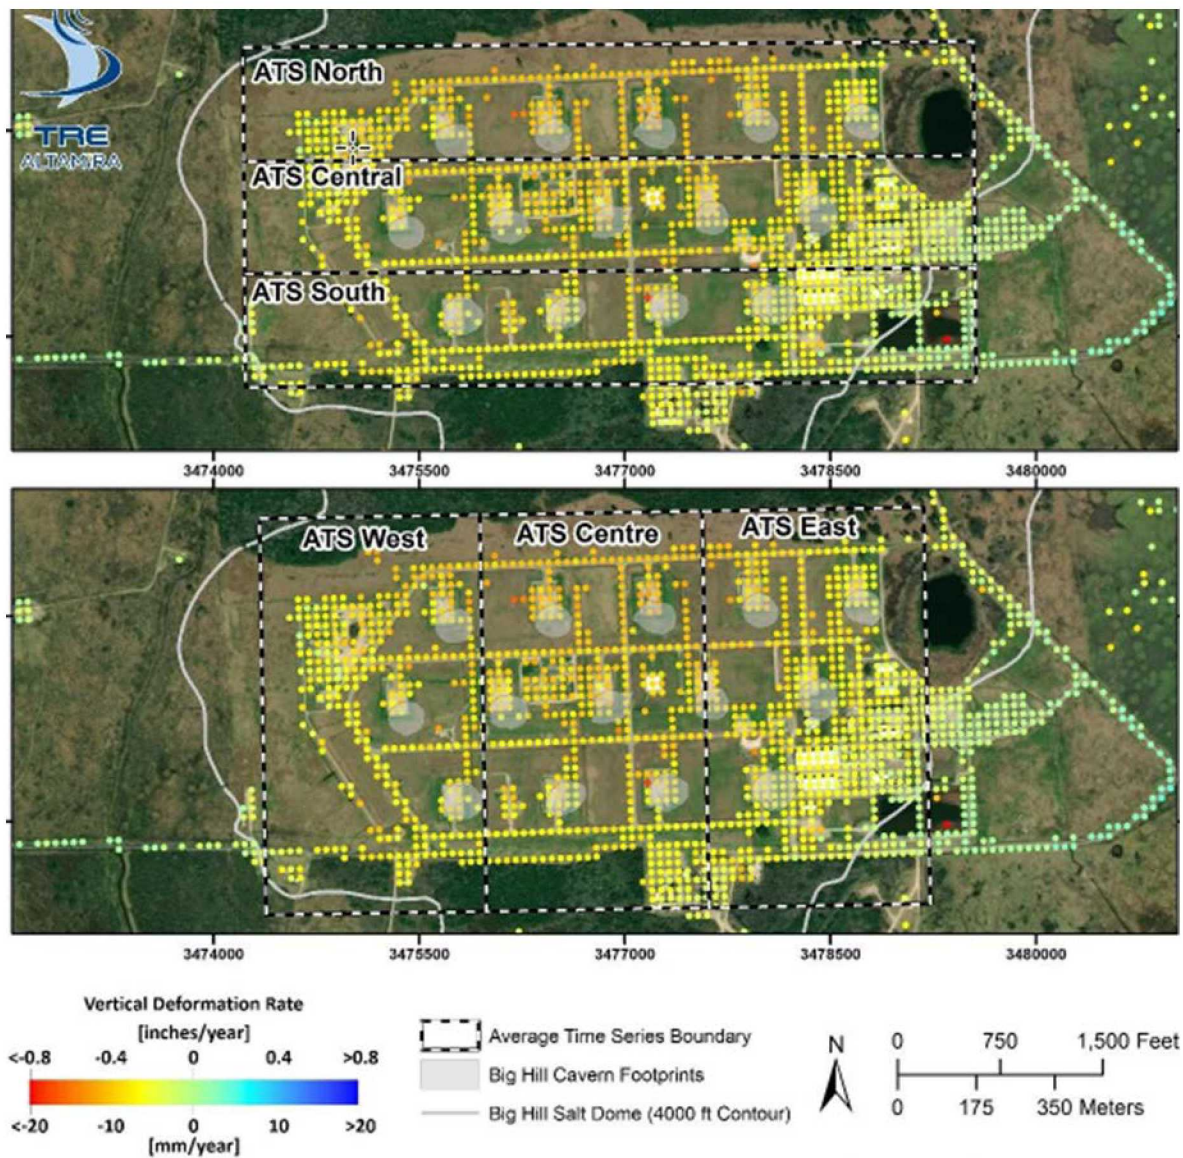 TRE
ALTAMIRA
ATS North
ATS Central
ATS South
3474000 3475500 3477000 3478500 3480000
ATS West ATS Centre ATS East
3474000 3475500 3477000 3478500 3480000
Vertical Deformation Rate
[inches/year]
<-0.8 -0.4 0 0.4 >0.8
<-20 -10 0 10 >20
[mm/year]
Average Time Series Boundary
Big Hill Cavern Footprints
Big Hill Salt Dome (4000 ft Contour)
N
0 750 1,500 Feet
0 175 350 Meters